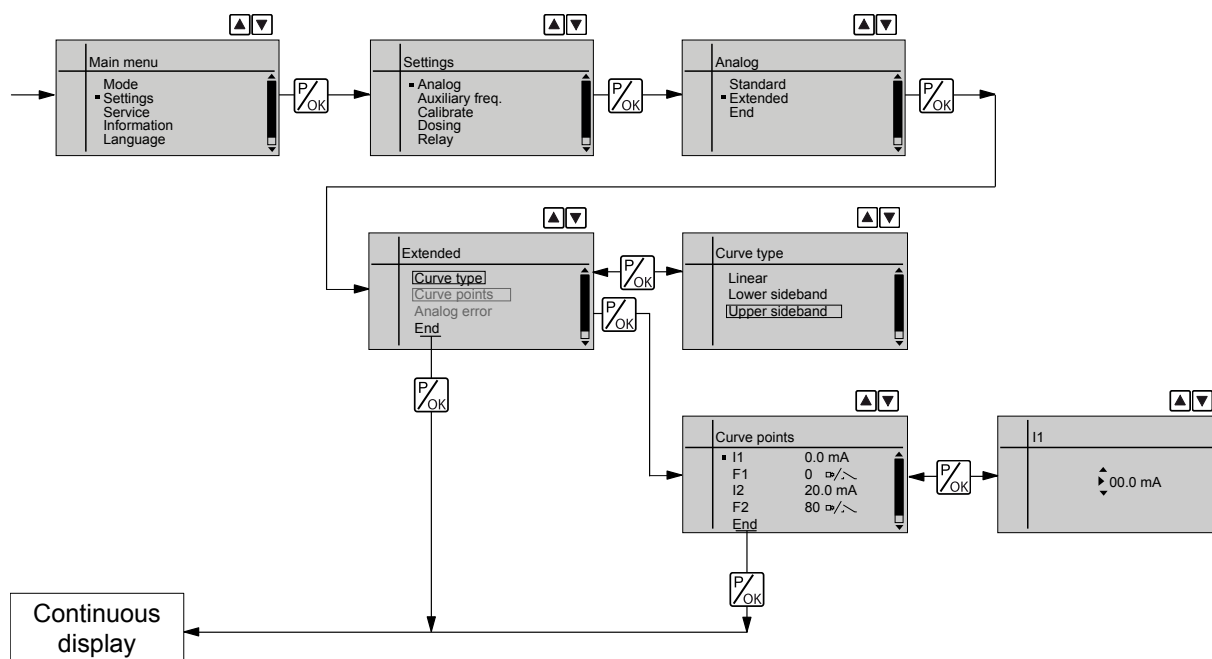 Main menu
Mode
Settings
Service
Information
Language
P/OK
Settings
Analog
Auxiliary freq.
Calibrate
Dosing
Relay
P/OK
Analog
Standard
Extended
End
P/OK
Extended
Curve type
Curve points
Analog error
End
P/OK
Curve type
Linear
Lower sideband
Upper sideband
P/OK
P/OK
Curve points
I1 0.0 mA
F1 0
I2 20.0 mA
F2 80
End
P/OK
I1
00.0 mA
P/OK
Continuous
display